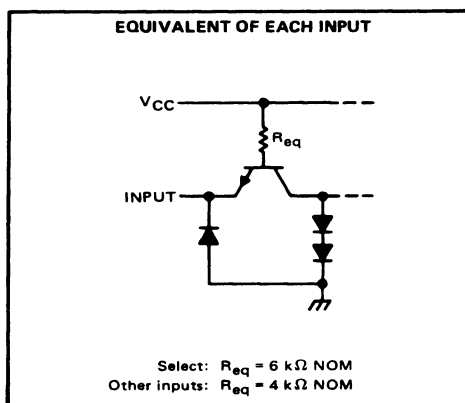 EQUIVALENT OF EACH INPUT
VCC
Req
INPUT
Select: Req = 6 kΩ NOM
Other inputs: Req = 4 kΩ NOM